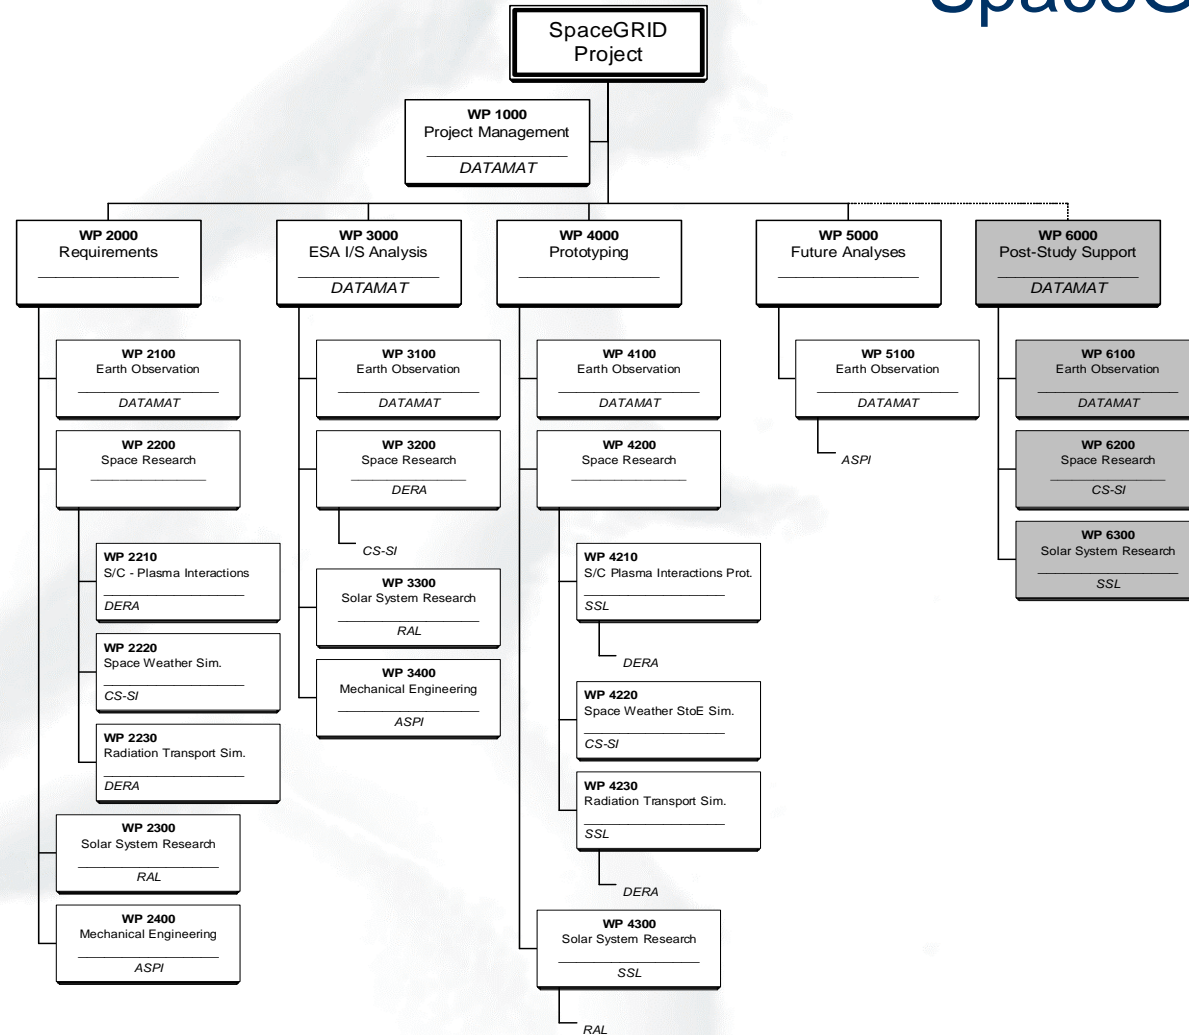 SpaceGRID
Project
WP 1000
Project Management
DATAMAT
WP 2000
Requirements
WP 3000
ESA I/S Analysis
DATAMAT
WP 4000
Prototyping
WP 5000
Future Analyses
WP 6000
Post-Study Support
DATAMAT
WP 2100
Earth Observation
DATAMAT
WP 3100
Earth Observation
DATAMAT
WP 4100
Earth Observation
DATAMAT
WP 5100
Earth Observation
DATAMAT
ASPI
WP 6100
Earth Observation
DATAMAT
WP 2200
Space Research
WP 3200
Space Research
DERA
CS-SI
WP 4200
Space Research
WP 6200
Space Research
CS-SI
WP 6300
Solar System Research
SSL
WP 2210
S/C - Plasma Interactions
DERA
WP 2220
Space Weather Sim.
CS-SI
WP 2230
Radiation Transport Sim.
DERA
WP 3300
Solar System Research
RAL
WP 3400
Mechanical Engineering
ASPI
WP 4210
S/C Plasma Interactions Prot.
SSL
DERA
WP 4220
Space Weather StoE Sim.
CS-SI
WP 4230
Radiation Transport Sim.
SSL
DERA
WP 2300
Solar System Research
RAL
WP 2400
Mechanical Engineering
ASPI
WP 4300
Solar System Research
SSL
RAL